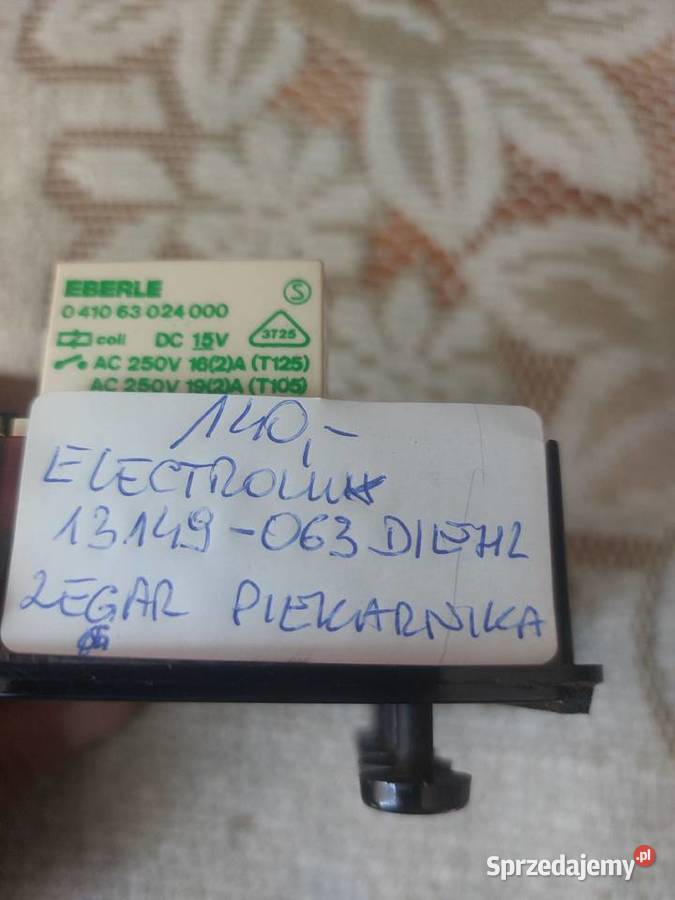 EBERLE
S
0 410 63 024 000
coil DC 15V
3725
AC 250V 16(2)A (T125)
AC 250V 19(2)A (T105)
140,-
ELECTROLUX
13149-063 DIEHL
ZEGAR PIEKARNIKA
Sprzedajemy.pl